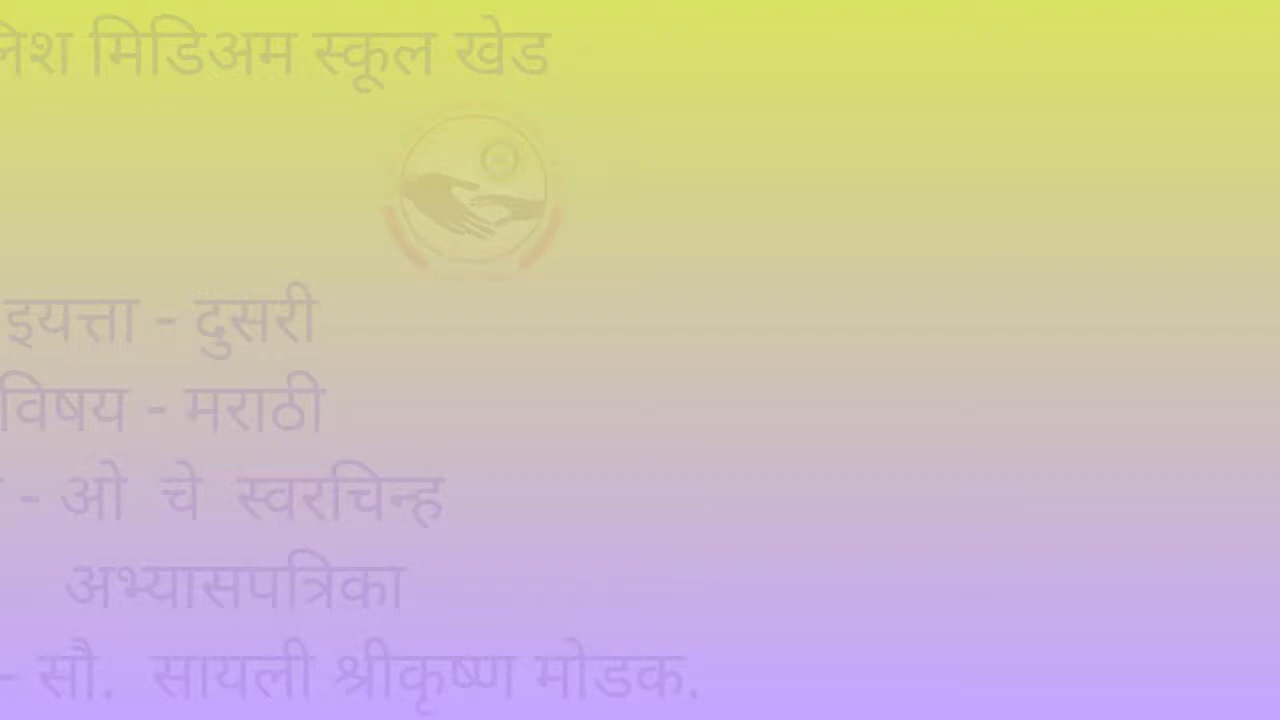 लिश मिडिअम स्कूल खेड
इयत्ता - दुसरी
विषय - मराठी
- ओ चे स्वरचिन्ह
अभ्यासपत्रिका
- सौ. सायली श्रीकृष्ण मोडक.